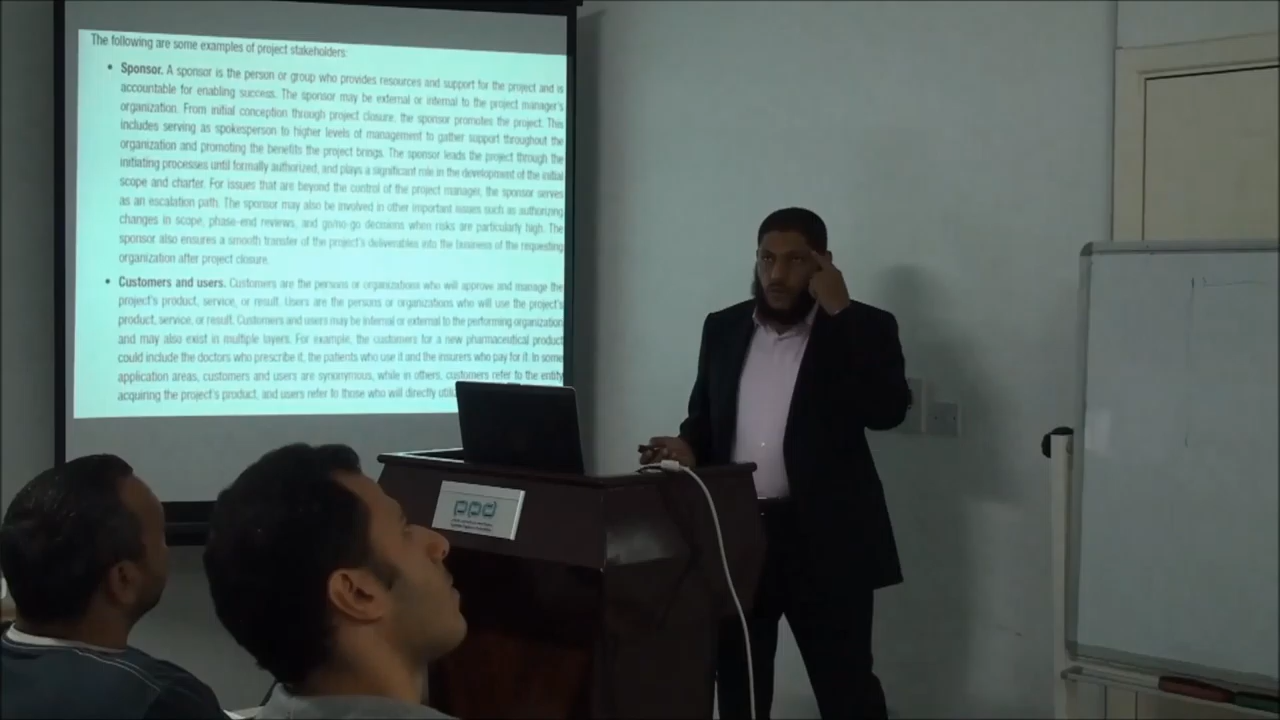 The following are some examples of project stakeholders:
• Sponsor. A sponsor is the person or group who provides resources and support for the project and is
accountable for enabling success. The sponsor may be external or internal to the project manager's
organization. From initial conception through project closure, the sponsor promotes the project. This
includes serving as spokesperson to higher levels of management to gather support throughout the
organization and promoting the benefits the project brings. The sponsor leads the project through the
initiating processes until formally authorized, and plays a significant role in the development of the initial
scope and charter. For issues that are beyond the control of the project manager, the sponsor serves
as an escalation path. The sponsor may also be involved in other important issues such as authorizing
changes in scope, phase-end reviews, and go/no-go decisions when risks are particularly high. The
sponsor also ensures a smooth transfer of the project's deliverables into the business of the requesting
organization after project closure.
• Customers and users. Customers are the persons or organizations who will approve and manage the
project's product, service, or result. Users are the persons or organizations who will use the project's
product, service, or result. Customers and users may be internal or external to the performing organization
and may also exist in multiple layers. For example, the customers for a new pharmaceutical product
could include the doctors who prescribe it, the patients who use it and the insurers who pay for it. In some
application areas, customers and users are synonymous, while in others, customers refer to the entity
acquiring the project's product, and users refer to those who will directly
ppd